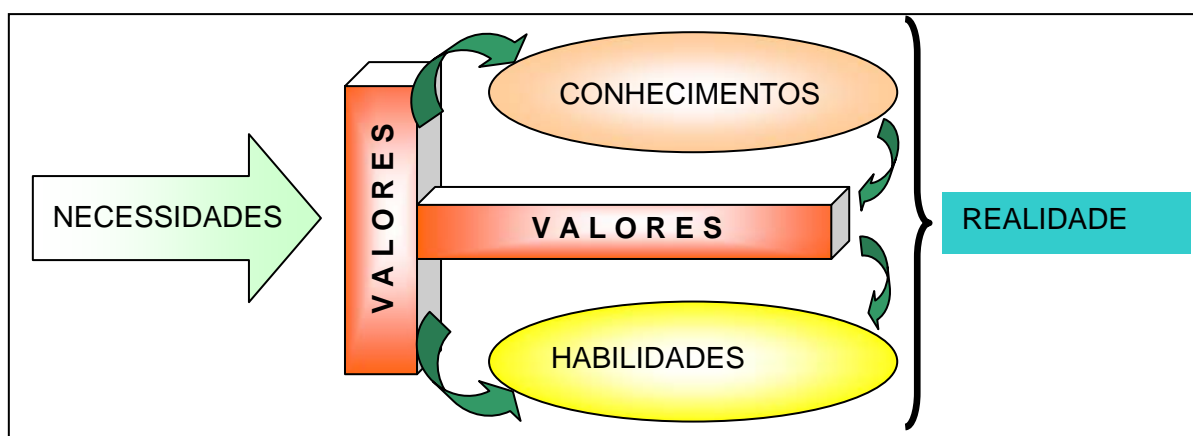 NECESSIDADES
VALORES
CONHECIMENTOS
VALORES
HABILIDADES
REALIDADE